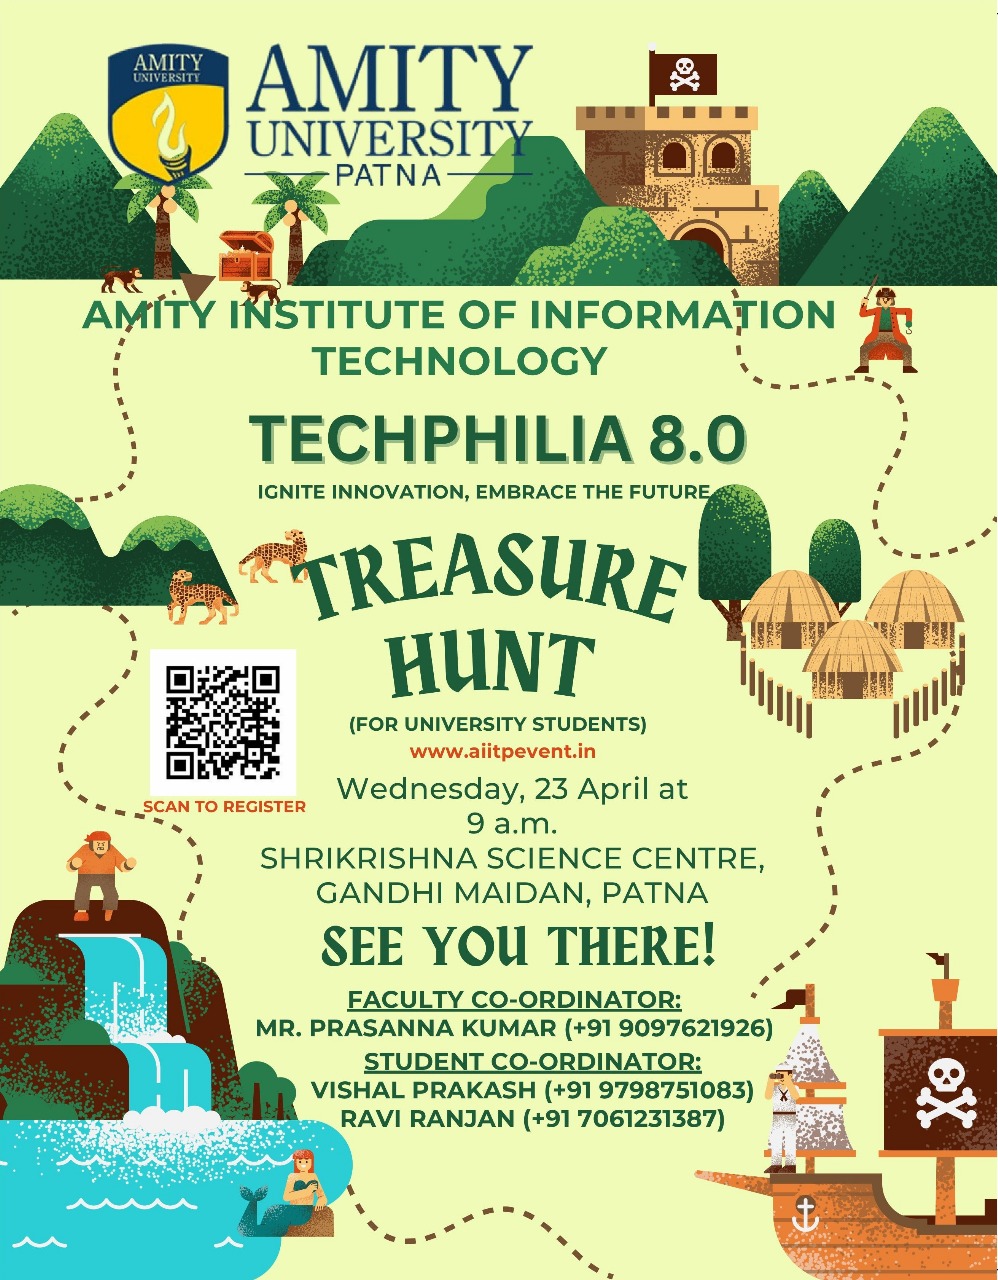 AMITY
UNIVERSITY
AMITY
UNIVERSITY
PATNA
AMITY INSTITUTE OF INFORMATION
TECHNOLOGY
TECHPHILIA 8.0
IGNITE INNOVATION, EMBRACE THE FUTURE
TREASURE
HUNT
(FOR UNIVERSITY STUDENTS)
www.aiitpevent.in
SCAN TO REGISTER
Wednesday, 23 April at
9 a.m.
SHRIKRISHNA SCIENCE CENTRE,
GANDHI MAIDAN, PATNA
SEE YOU THERE!
FACULTY CO-ORDINATOR:
MR. PRASANNA KUMAR (+91 9097621926)
STUDENT CO-ORDINATOR:
VISHAL PRAKASH (+91 9798751083)
RAVI RANJAN (+91 7061231387)